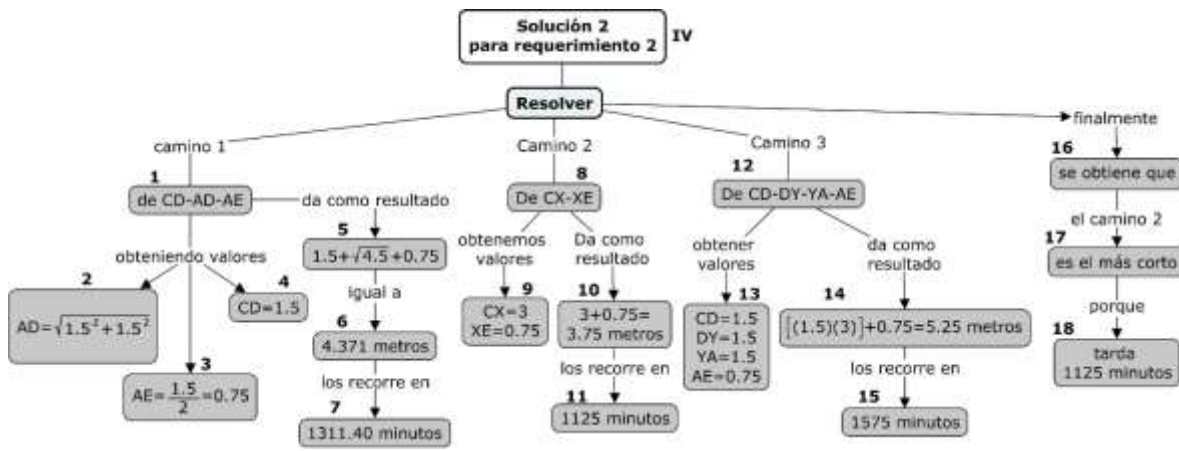 Solución 2
para requerimiento 2
IV
Resolver
camino 1
1
de CD-AD-AE
obteniendo valores
2
AD=√1.5²+1.5²
3
AE=1.5/2=0.75
4
CD=1.5
da como resultado
5
1.5+√4.5+0.75
igual a
6
4.371 metros
los recorre en
7
1311.40 minutos
Camino 2
8
De CX-XE
obtenemos
valores
9
CX=3
XE=0.75
Da como
resultado
10
3+0.75=
3.75 metros
los recorre en
11
1125 minutos
Camino 3
12
De CD-DY-YA-AE
obtener
valores
13
CD=1.5
DY=1.5
YA=1.5
AE=0.75
da como
resultado
14
[(1.5)(3)]+0.75=5.25 metros
los recorre en
15
1575 minutos
finalmente
16
se obtiene que
el camino 2
17
es el más corto
porque
18
tarda
1125 minutos